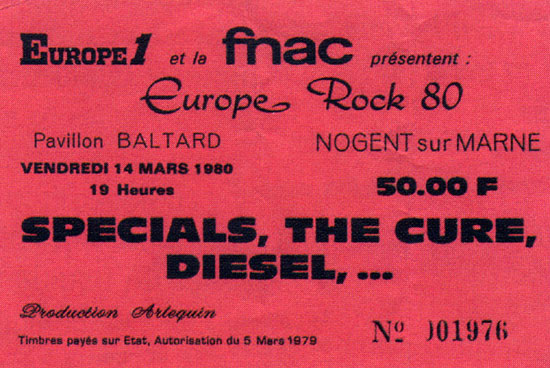 EUROPE 1 et la fnac présentent :
Europe Rock 80
Pavillon BALTARD NOGENT sur MARNE
VENDREDI 14 MARS 1980
19 Heures 50.00 F
SPECIALS, THE CURE,
DIESEL, ...
Production Arlequin
Timbres payés sur Etat, Autorisation du 5 Mars 1979 Nº 001976